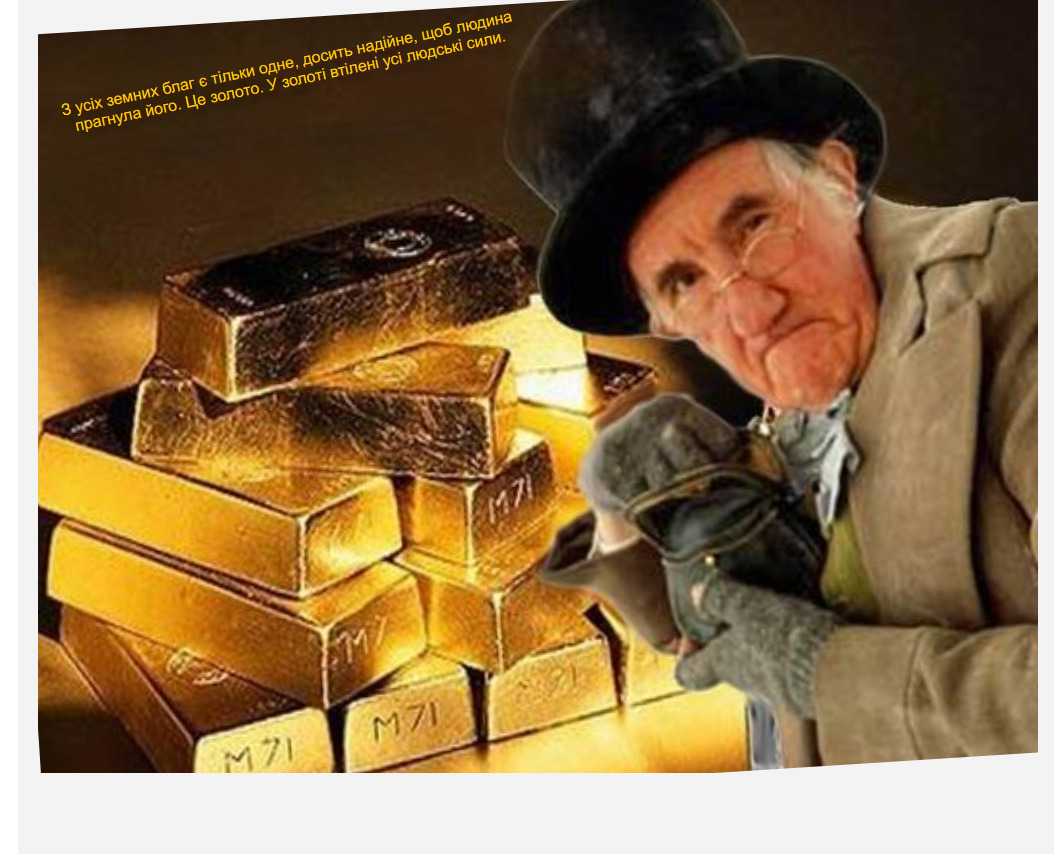 З усіх земних благ є тільки одне, досить надійне, щоб людина
прагнула його. Це золото. У золоті втілені усі людські сили.
M71
M71
M71